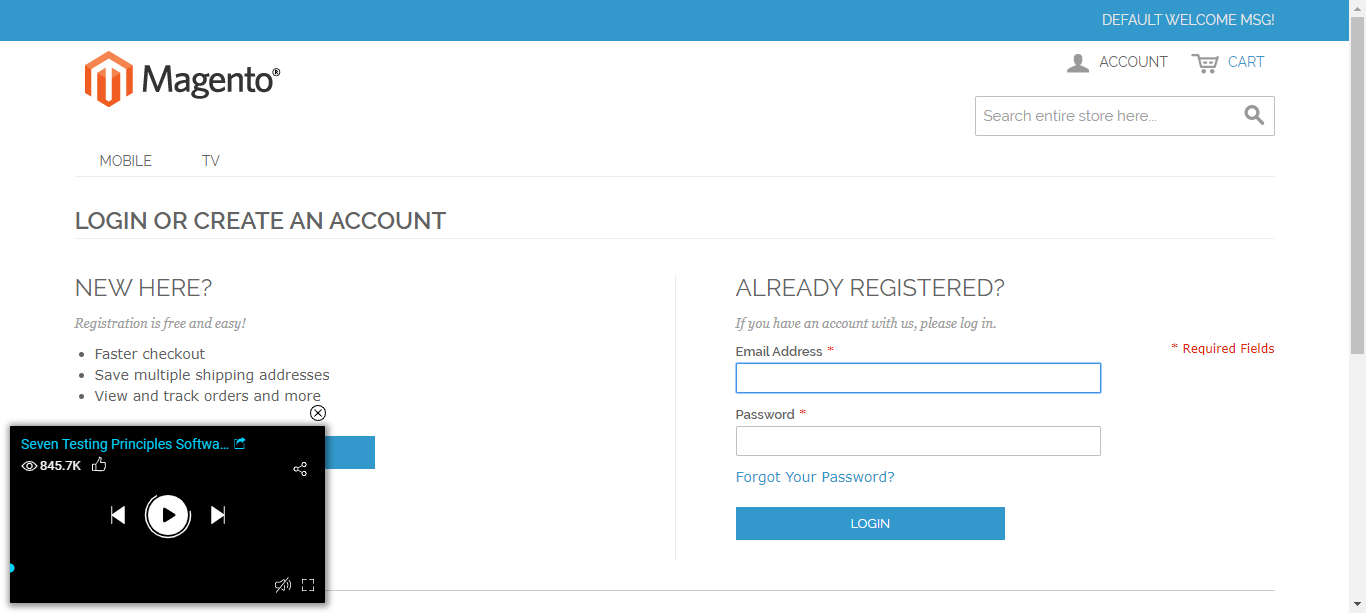 DEFAULT WELCOME MSG!
Magento®
ACCOUNT
CART
Search entire store here...
MOBILE
TV
LOGIN OR CREATE AN ACCOUNT
NEW HERE?
Registration is free and easy!
Faster checkout
Save multiple shipping addresses
View and track orders and more
ALREADY REGISTERED?
If you have an account with us, please log in.
Email Address *
* Required Fields
Password *
Forgot Your Password?
LOGIN
Seven Testing Principles Softwa...
845.7K